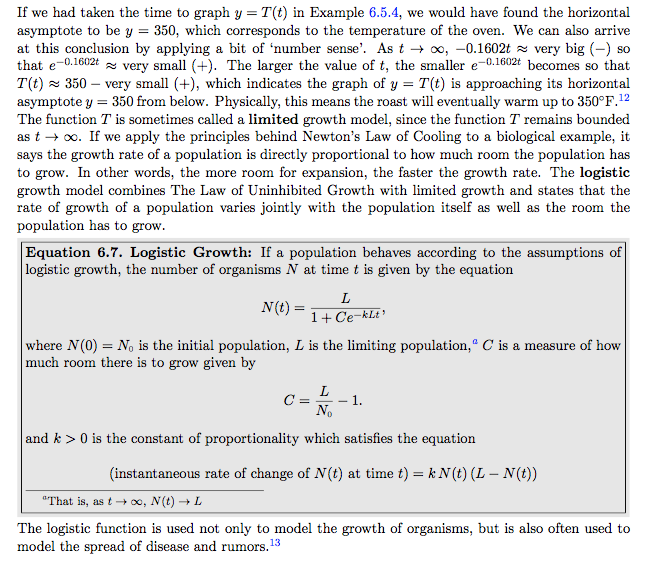 If we had taken the time to graph y = T(t) in Example 6.5.4, we would have found the horizontal
asymptote to be y = 350, which corresponds to the temperature of the oven. We can also arrive
at this conclusion by applying a bit of ‘number sense’. As t → ∞, −0.1602t ≈ very big (−) so
that e^−0.1602t ≈ very small (+). The larger the value of t, the smaller e^−0.1602t becomes so that
T(t) ≈ 350 − very small (+), which indicates the graph of y = T(t) is approaching its horizontal
asymptote y = 350 from below. Physically, this means the roast will eventually warm up to 350°F.12
The function T is sometimes called a limited growth model, since the function T remains bounded
as t → ∞. If we apply the principles behind Newton’s Law of Cooling to a biological example, it
says the growth rate of a population is directly proportional to how much room the population has
to grow. In other words, the more room for expansion, the faster the growth rate. The logistic
growth model combines The Law of Uninhibited Growth with limited growth and states that the
rate of growth of a population varies jointly with the population itself as well as the room the
population has to grow.
Equation 6.7. Logistic Growth: If a population behaves according to the assumptions of
logistic growth, the number of organisms N at time t is given by the equation
N(t) = L / (1 + Ce^−kLt),
where N(0) = N₀ is the initial population, L is the limiting population,a C is a measure of how
much room there is to grow given by
C = L / N₀ − 1.
and k > 0 is the constant of proportionality which satisfies the equation
(instantaneous rate of change of N(t) at time t) = k N(t) (L − N(t))
aThat is, as t → ∞, N(t) → L
The logistic function is used not only to model the growth of organisms, but is also often used to
model the spread of disease and rumors.13